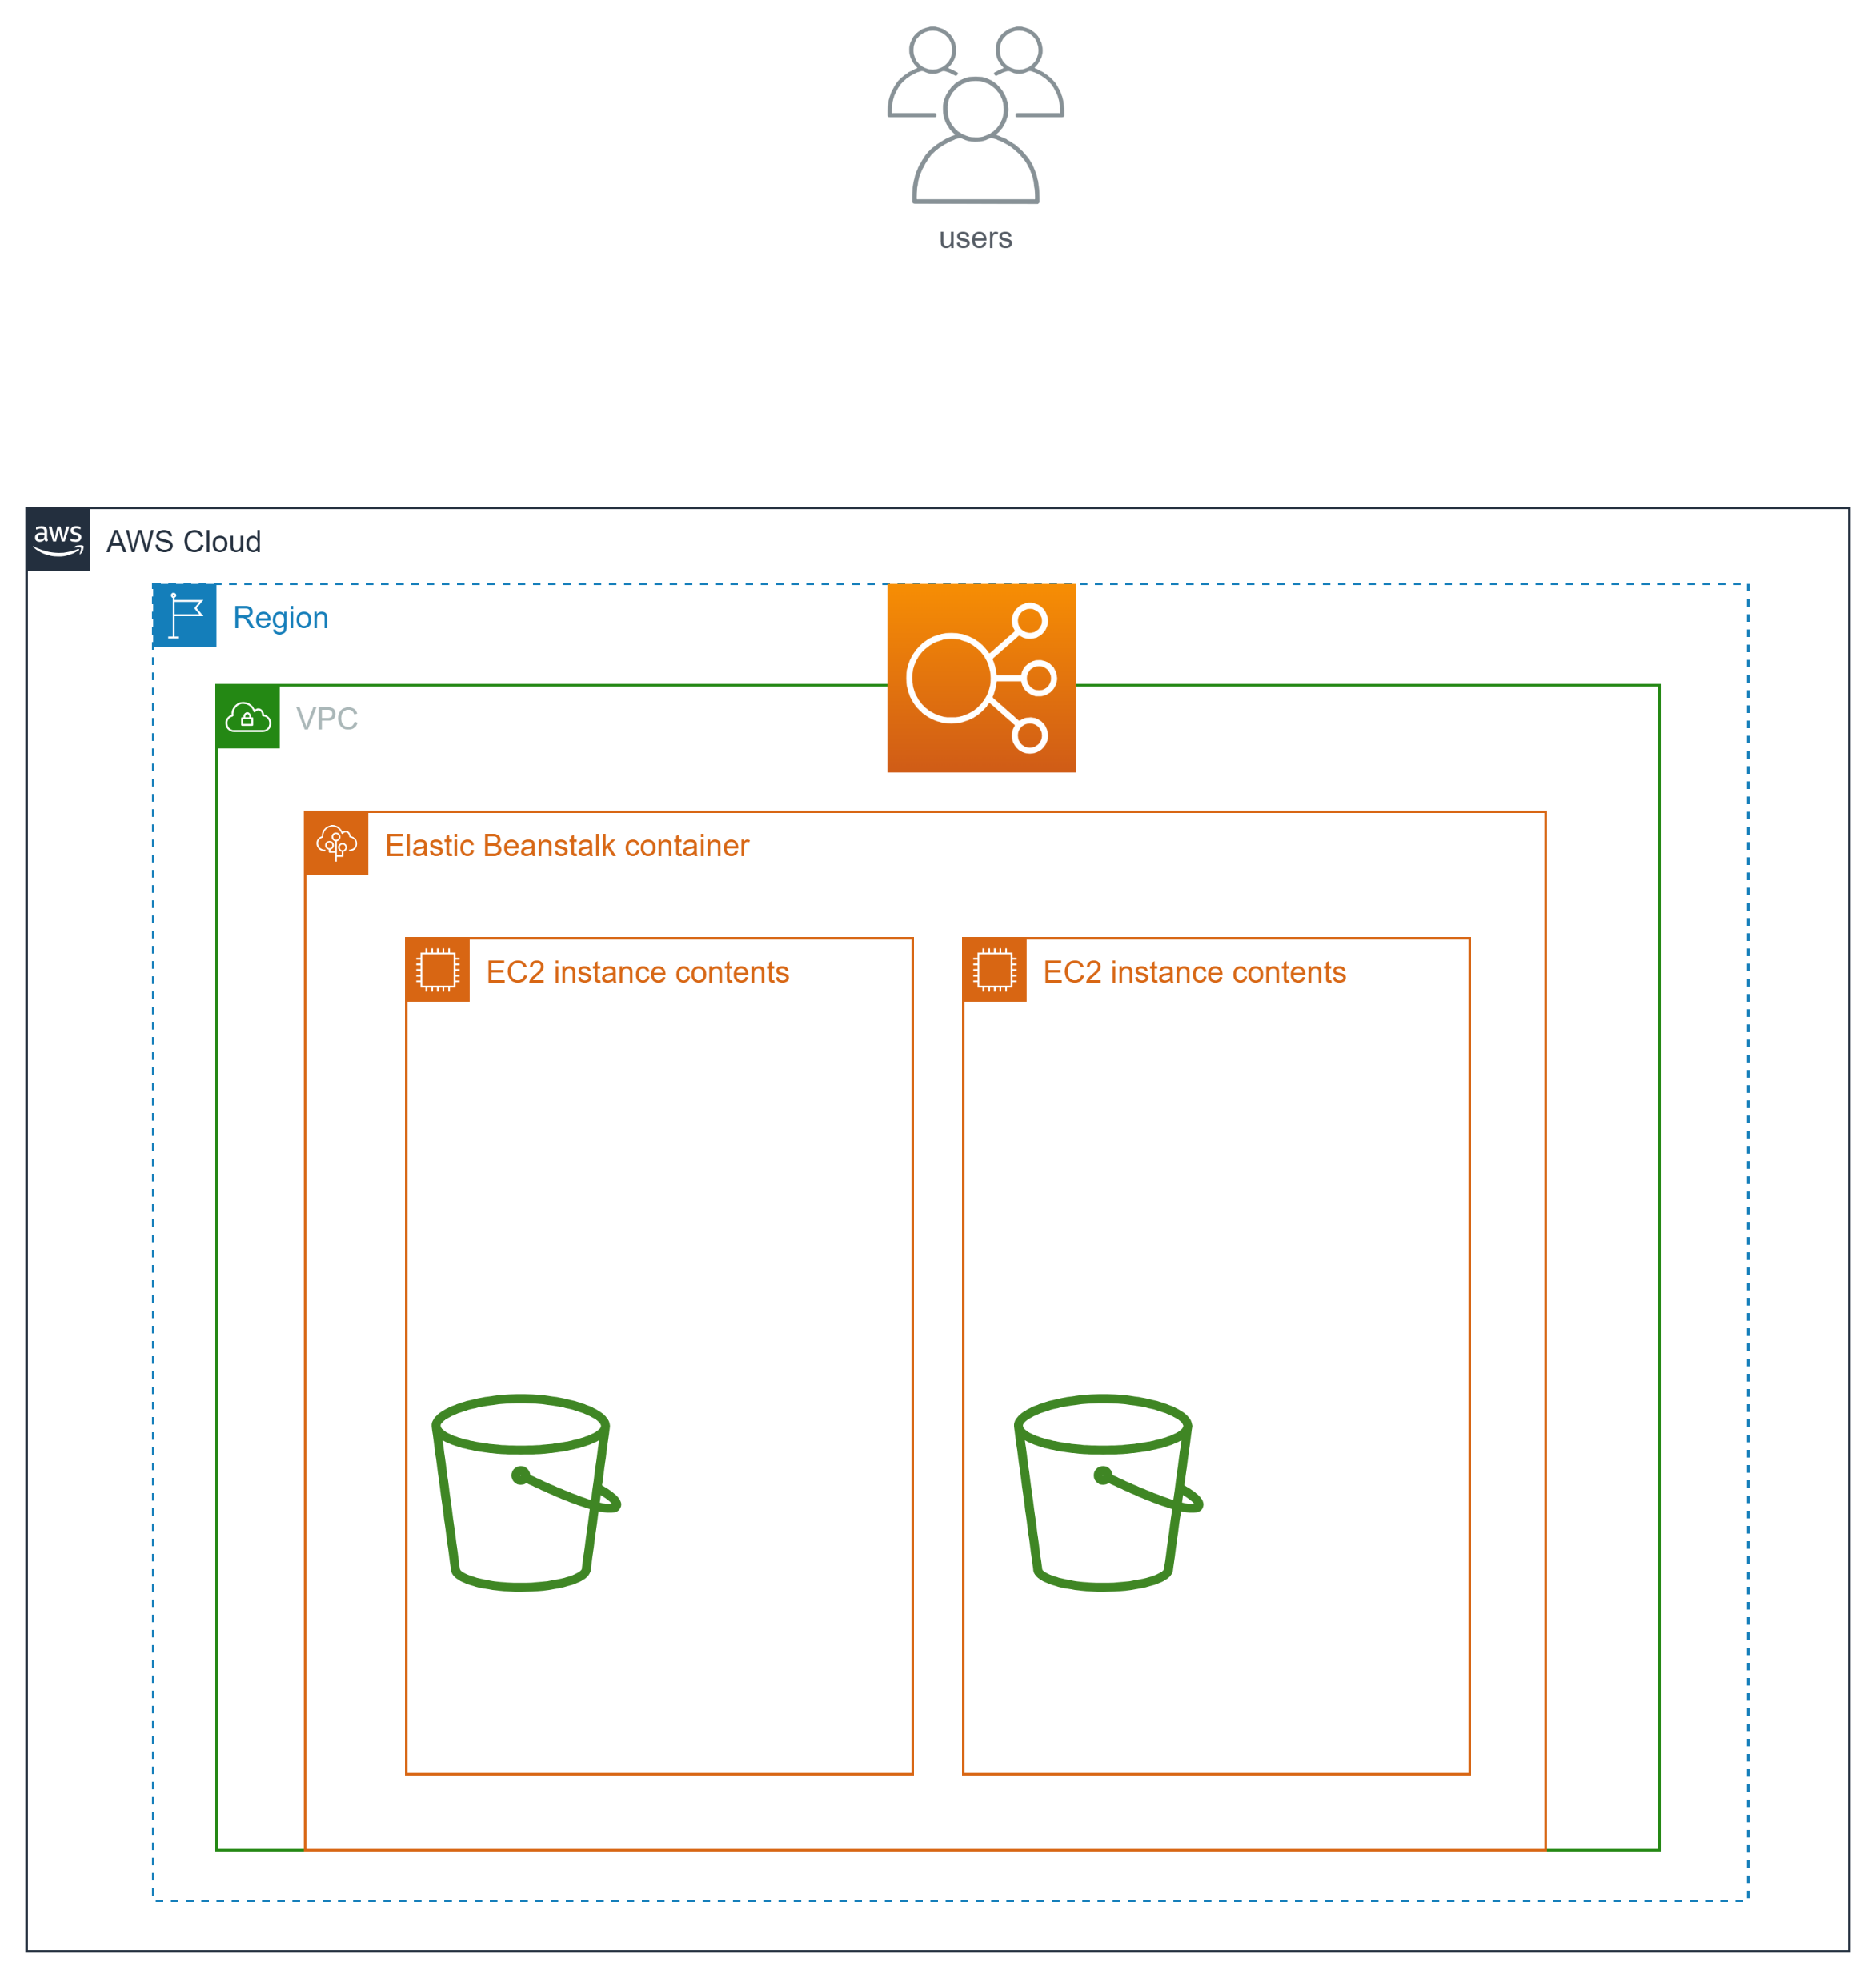 users
aws
AWS Cloud
Region
VPC
Elastic Beanstalk container
EC2 instance contents
EC2 instance contents